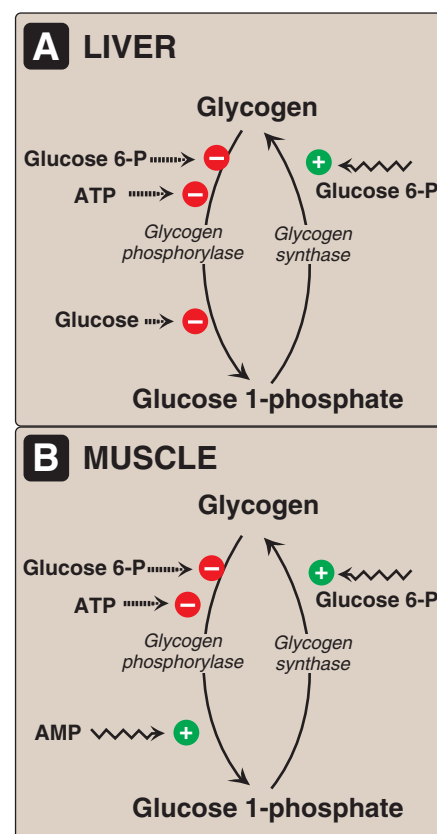 A LIVER
Glycogen
Glucose 6-P
+
Glucose 6-P
ATP
Glycogen
phosphorylase
Glycogen
synthase
Glucose
Glucose 1-phosphate
B MUSCLE
Glycogen
Glucose 6-P
+
Glucose 6-P
ATP
Glycogen
phosphorylase
Glycogen
synthase
AMP
+
Glucose 1-phosphate